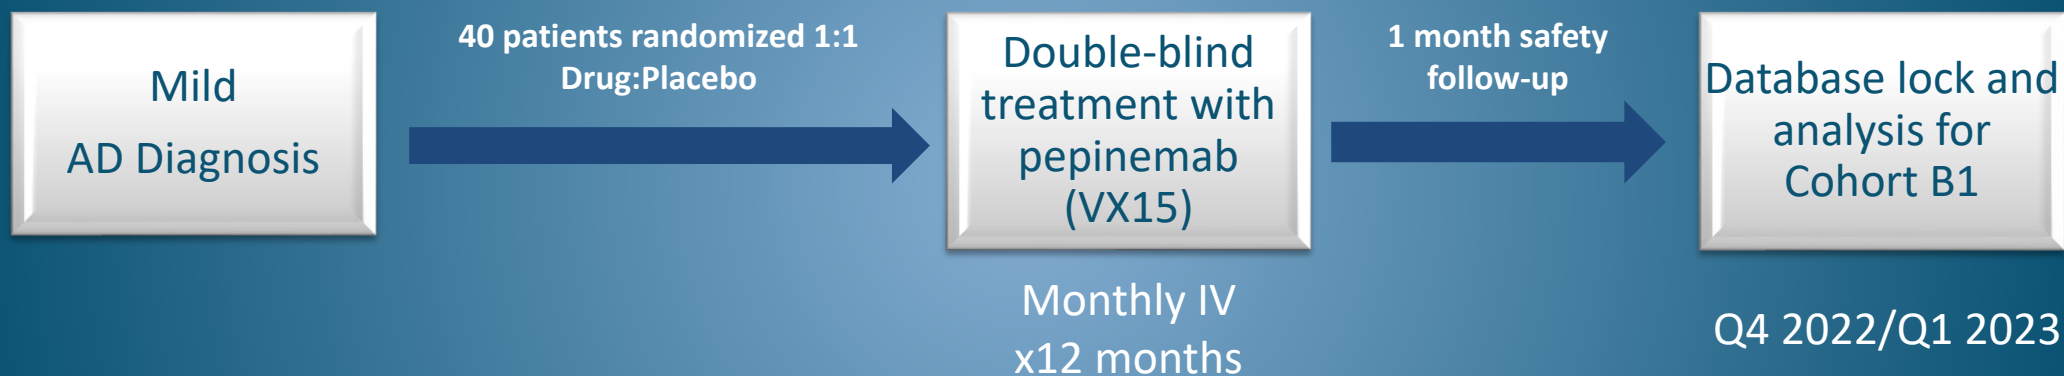 Mild
AD Diagnosis
40 patients randomized 1:1
Drug:Placebo
Double-blind
treatment with
pepinemab
(VX15)
Monthly IV
x12 months
1 month safety
follow-up
Database lock and
analysis for
Cohort B1
Q4 2022/Q1 2023